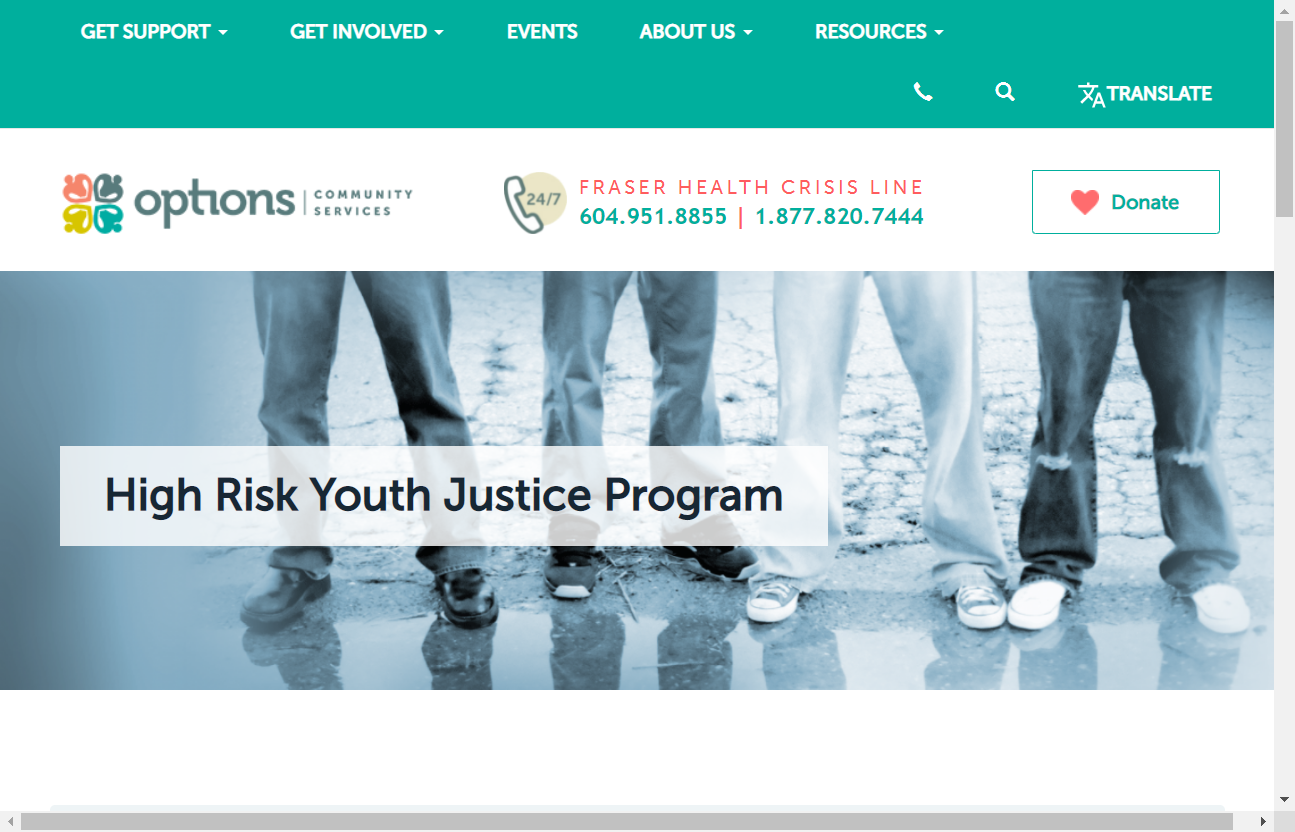 GET SUPPORT
GET INVOLVED
EVENTS
ABOUT US
RESOURCES
TRANSLATE
options COMMUNITY SERVICES
24/7
FRASER HEALTH CRISIS LINE
604.951.8855 | 1.877.820.7444
Donate
High Risk Youth Justice Program